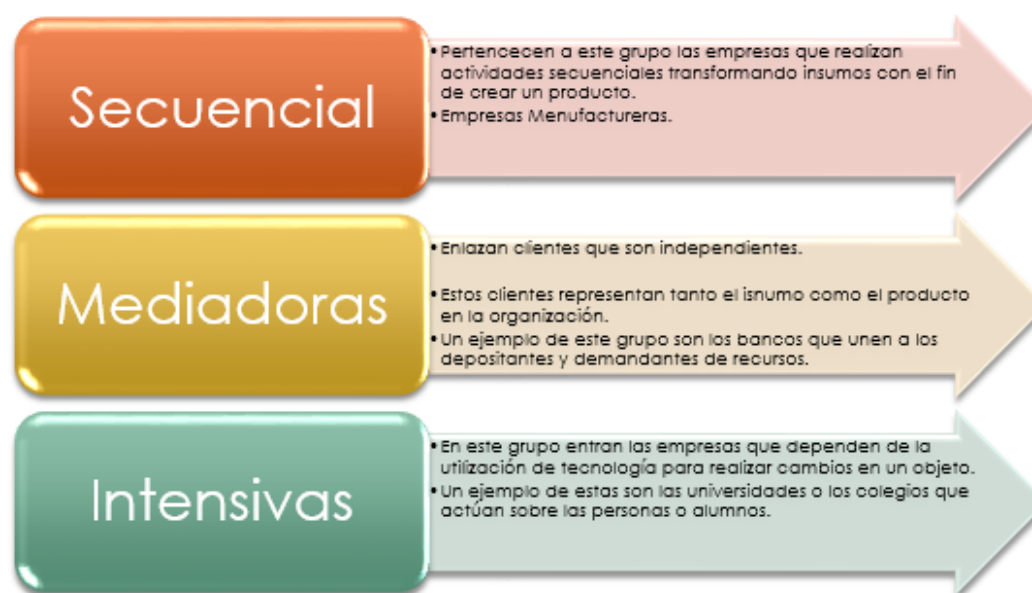 Secuencial
• Pertencecen a este grupo las empresas que realizan
actividades secuenciales transformando insumos con el fin
de crear un producto.
• Empresas Menufactureras.
Mediadoras
• Enlazan clientes que son independientes.
• Estos clientes representan tanto el isnumo como el producto
en la organización.
• Un ejemplo de este grupo son los bancos que unen a los
depositantes y demandantes de recursos.
Intensivas
• En este grupo entran las empresas que dependen de la
utilización de tecnología para realizar cambios en un objeto.
• Un ejemplo de estas son las universidades o los colegios que
actúan sobre las personas o alumnos.